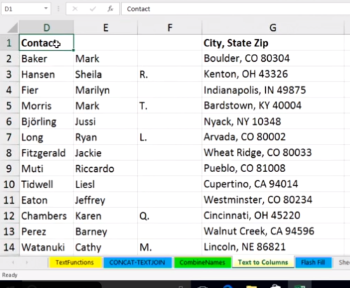 D1 Contact
D E F G
1 Contact City, State Zip
2 Baker Mark Boulder, CO 80304
3 Hansen Sheila R. Kenton, OH 43326
4 Fier Marilyn Indianapolis, IN 49875
5 Morris Mark T. Bardstown, KY 40004
6 Björling Jussi Nyack, NY 10348
7 Long Ryan L. Arvada, CO 80002
8 Fitzgerald Jackie Wheat Ridge, CO 80033
9 Muti Riccardo Pueblo, CO 81008
10 Tidwell Liesl Cupertino, CA 94014
11 Eaton Jeffrey Westminster, CO 80234
12 Chambers Karen Q. Cincinnati, OH 45220
13 Perez Barney Walnut Creek, CA 94596
14 Watanuki Cathy M. Lincoln, NE 86821
TextFunctions CONCAT-TEXTJOIN CombineNames Text to Columns Flash Fill
Ready